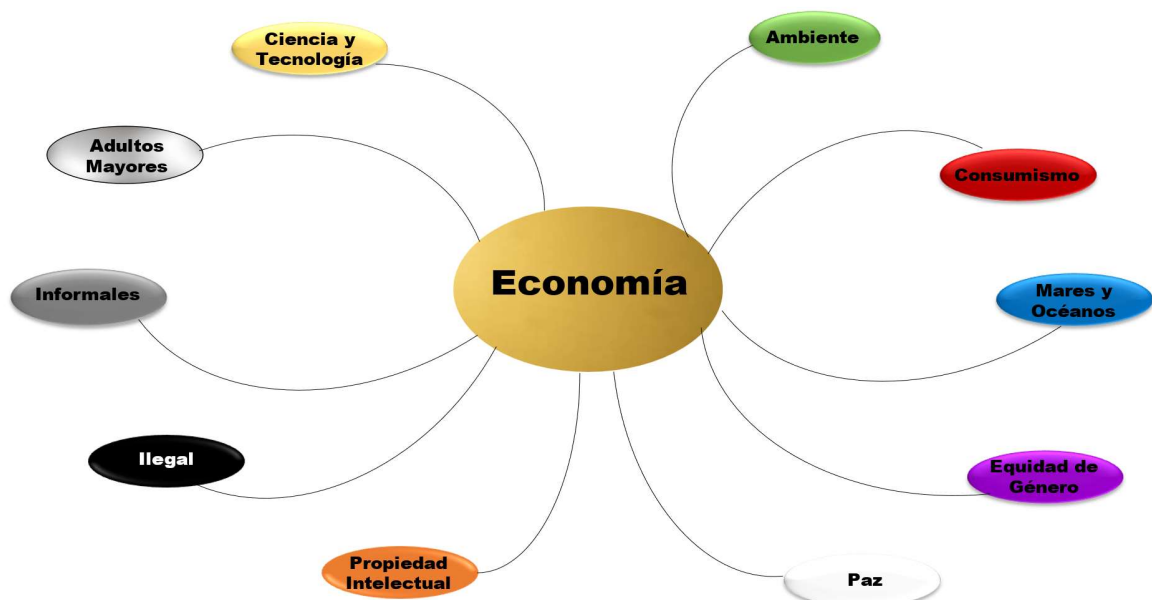 Ciencia y
Tecnología
Ambiente
Adultos
Mayores
Consumismo
Economía
Informales
Mares y
Océanos
Ilegal
Equidad de
Género
Propiedad
Intelectual
Paz